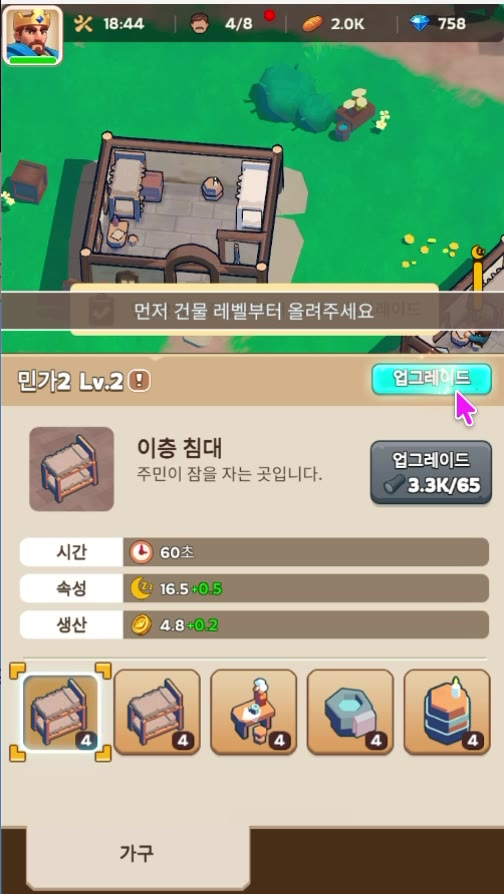 18:44 4/8 2.0K 758
먼저 건물 레벨부터 올려주세요
민가2 Lv.2 !
업그레이드
이층 침대
주민이 잠을 자는 곳입니다.
업그레이드
3.3K/65
시간 60초
속성 16.5+0.5
생산 4.8+0.2
4 4 4 4 4
가구